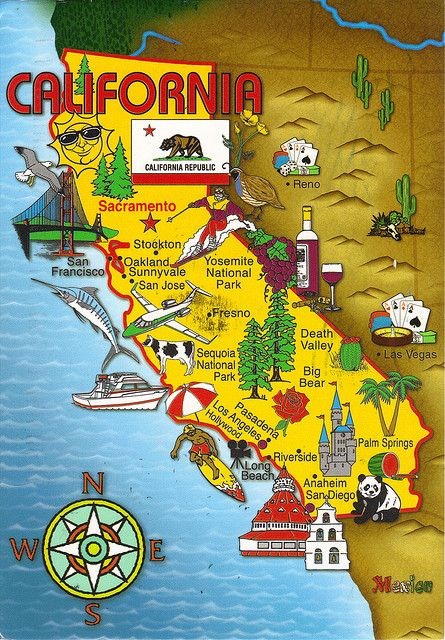 CALIFORNIA
CALIFORNIA REPUBLIC
• Reno
Sacramento
Stockton
San
Francisco
Oakland
Sunnyvale
San Jose
Yosemite
National
Park
Fresno
Death
Valley
• Las Vegas
Sequoia
National
Park
Big
Bear
Pasadena
Los Angeles
Hollywood
Palm Springs
Riverside
Long
Beach
Anaheim
San Diego
N
W
E
S
Mexico